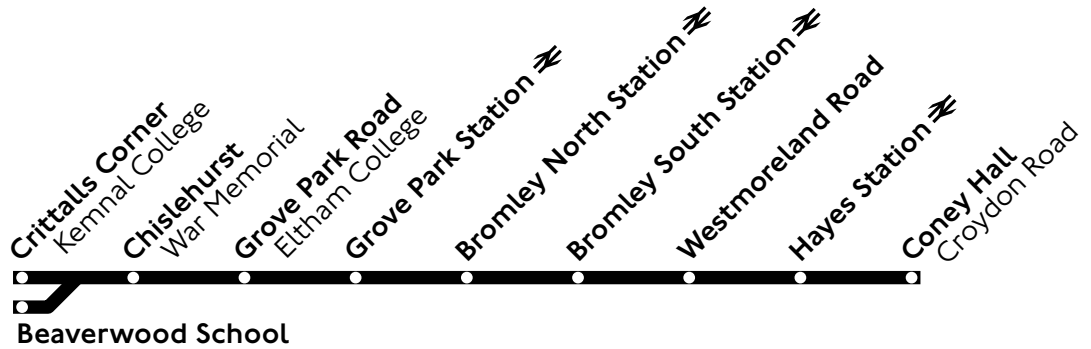 Crittalls Corner
Kemnal College
Chislehurst
War Memorial
Grove Park Road
Eltham College
Grove Park Station
Bromley North Station
Bromley South Station
Westmoreland Road
Hayes Station
Coney Hall
Croydon Road
Beaverwood School